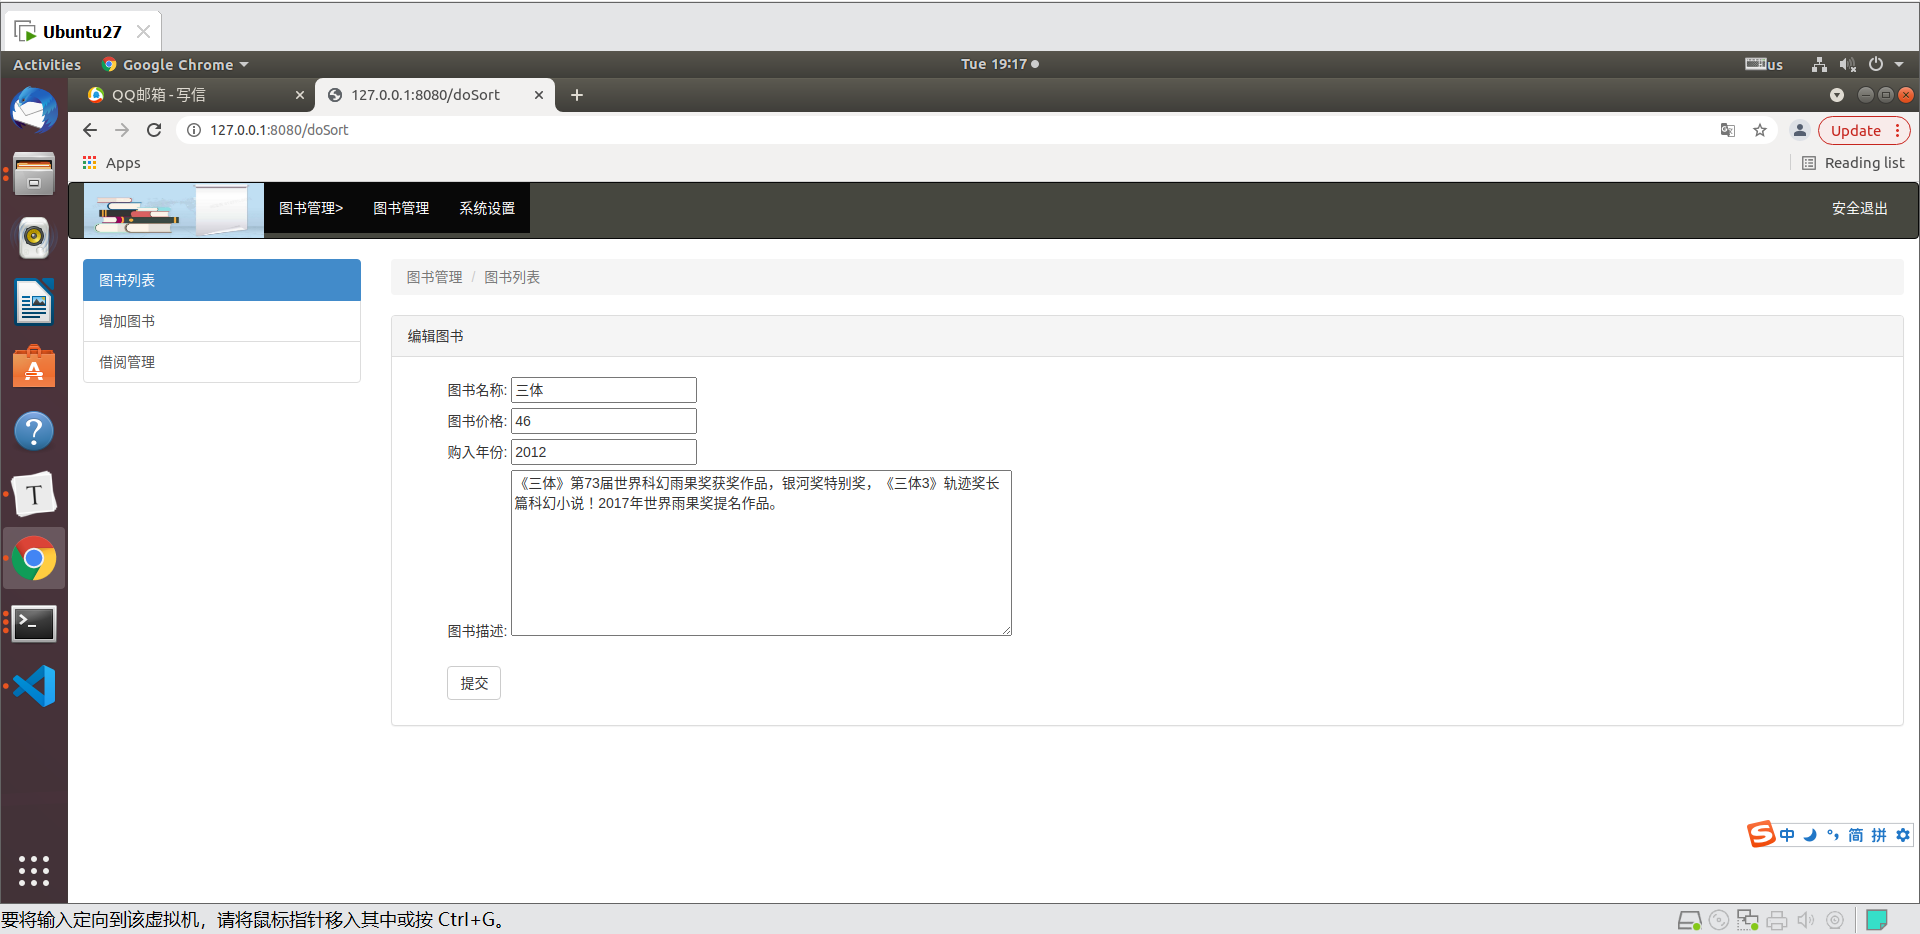 Ubuntu27
Activities
Google Chrome
Tue 19:17
us
QQ邮箱 - 写信
127.0.0.1:8080/doSort
127.0.0.1:8080/doSort
Update
Apps
Reading list
图书管理>
图书管理
系统设置
安全退出
图书列表
增加图书
借阅管理
图书管理 / 图书列表
编辑图书
图书名称: 三体
图书价格: 46
购入年份: 2012
《三体》第73届世界科幻雨果奖获奖作品，银河奖特别奖，《三体3》轨迹奖长
篇科幻小说！2017年世界雨果奖提名作品。
图书描述:
提交
中 简 拼
要将输入定向到该虚拟机，请将鼠标指针移入其中或按 Ctrl+G。